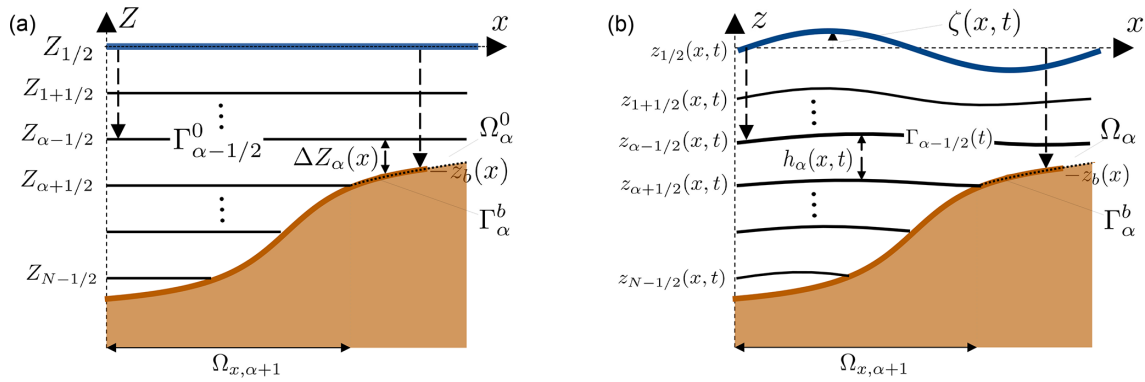 (a)
Z
x
Z_{1/2}
Z_{1+1/2}
Z_{α−1/2}
Γ^0_{α−1/2}
Ω^0_α
ΔZ_α(x)
Z_{α+1/2}
−z_b(x)
Γ^b_α
Z_{N−1/2}
Ω_{x,α+1}
(b)
z
ζ(x, t)
x
z_{1/2}(x, t)
z_{1+1/2}(x, t)
z_{α−1/2}(x, t)
Γ_{α−1/2}(t)
Ω_α
h_α(x, t)
z_{α+1/2}(x, t)
−z_b(x)
Γ^b_α
z_{N−1/2}(x, t)
Ω_{x,α+1}